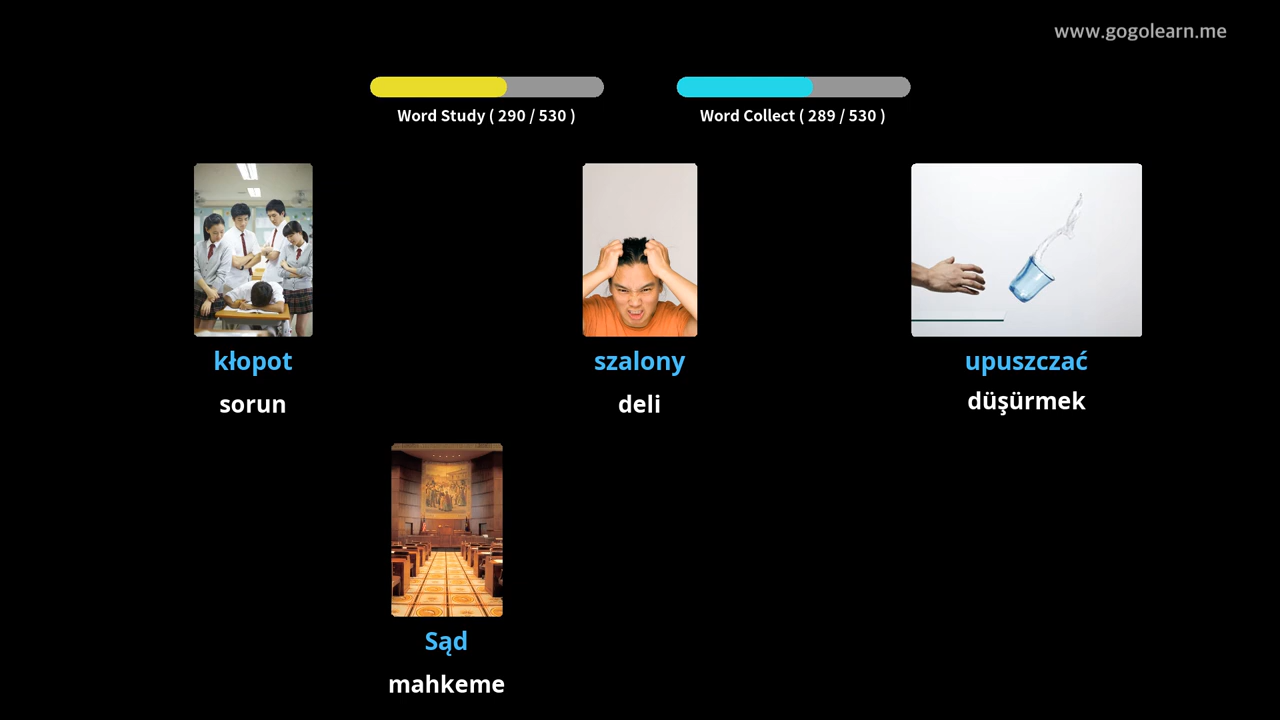 www.gogolearn.me
Word Study ( 290 / 530 )
Word Collect ( 289 / 530 )
kłopot
sorun
szalony
deli
upuszczać
düşürmek
Sąd
mahkeme